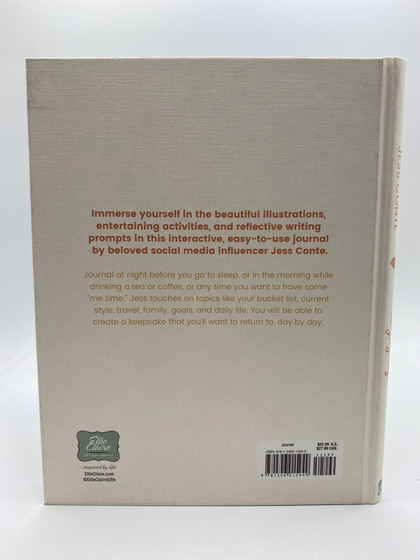 Immerse yourself in the beautiful illustrations,
entertaining activities, and reflective writing
prompts in this interactive, easy-to-use journal
by beloved social media influencer Jess Conte.
Journal at night before you go to sleep, or in the morning while
drinking a tea or coffee, or any time you want to have some
"me time." Jess touches on topics like your bucket list, current
style, travel, family, goals, and daily life. You will be able to
create a keepsake that you'll want to return to, day by day.
JESS CONTE
Ellie
Claire
...inspired by life
EllieClaire.com
@EllieClaireGifts
Journal
$22.99 U.S.
$27.99 CAN.